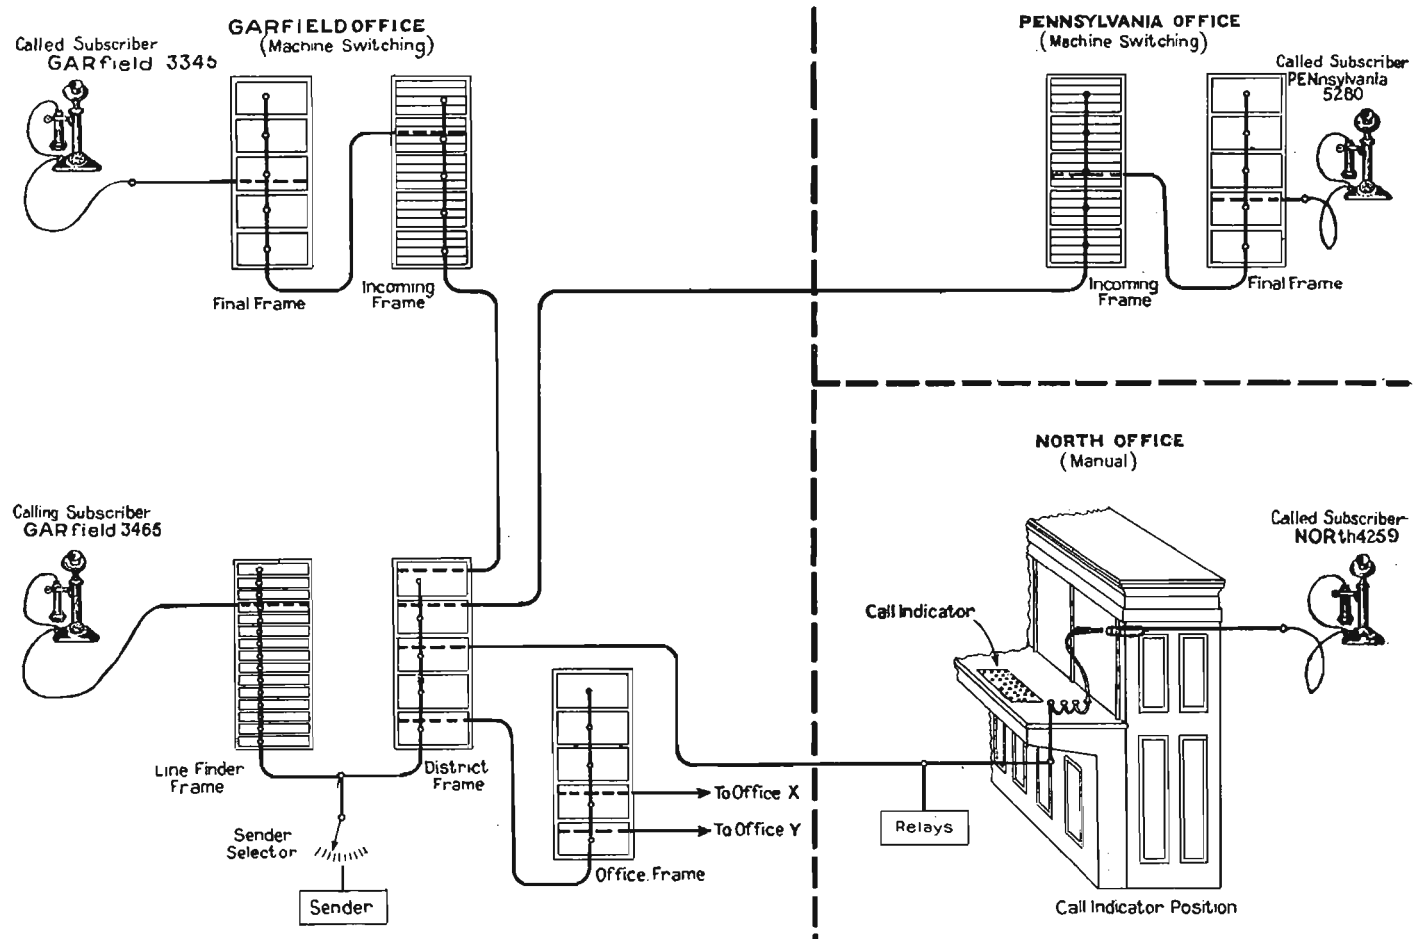 GARFIELD OFFICE
(Machine Switching)
Called Subscriber
GARfield 3345
Final Frame
Incoming
Frame
PENNSYLVANIA OFFICE
(Machine Switching)
Called Subscriber
PENnsylvania
5280
Incoming
Frame
Final Frame
Calling Subscriber
GARfield 3465
Line Finder
Frame
District
Frame
Sender
Selector
Sender
To Office X
To Office Y
Office. Frame
NORTH OFFICE
(Manual)
Called Subscriber
NORth4259
Call Indicator
Relays
Call Indicator Position